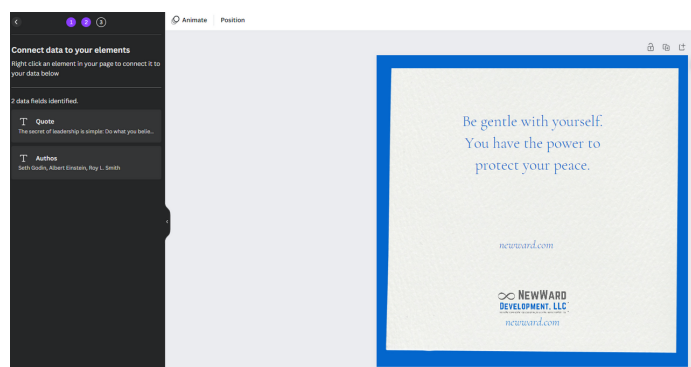 1 2 3
Animate Position
Connect data to your elements
Right click an element in your page to connect it to
your data below
2 data fields identified.
T Quote
The secret of leadership is simple: Do what you belie...
T Authos
Seth Godin, Albert Einstein, Roy L. Smith
Be gentle with yourself.
You have the power to
protect your peace.
newward.com
NEWWARD
DEVELOPMENT, LLC
newward.com